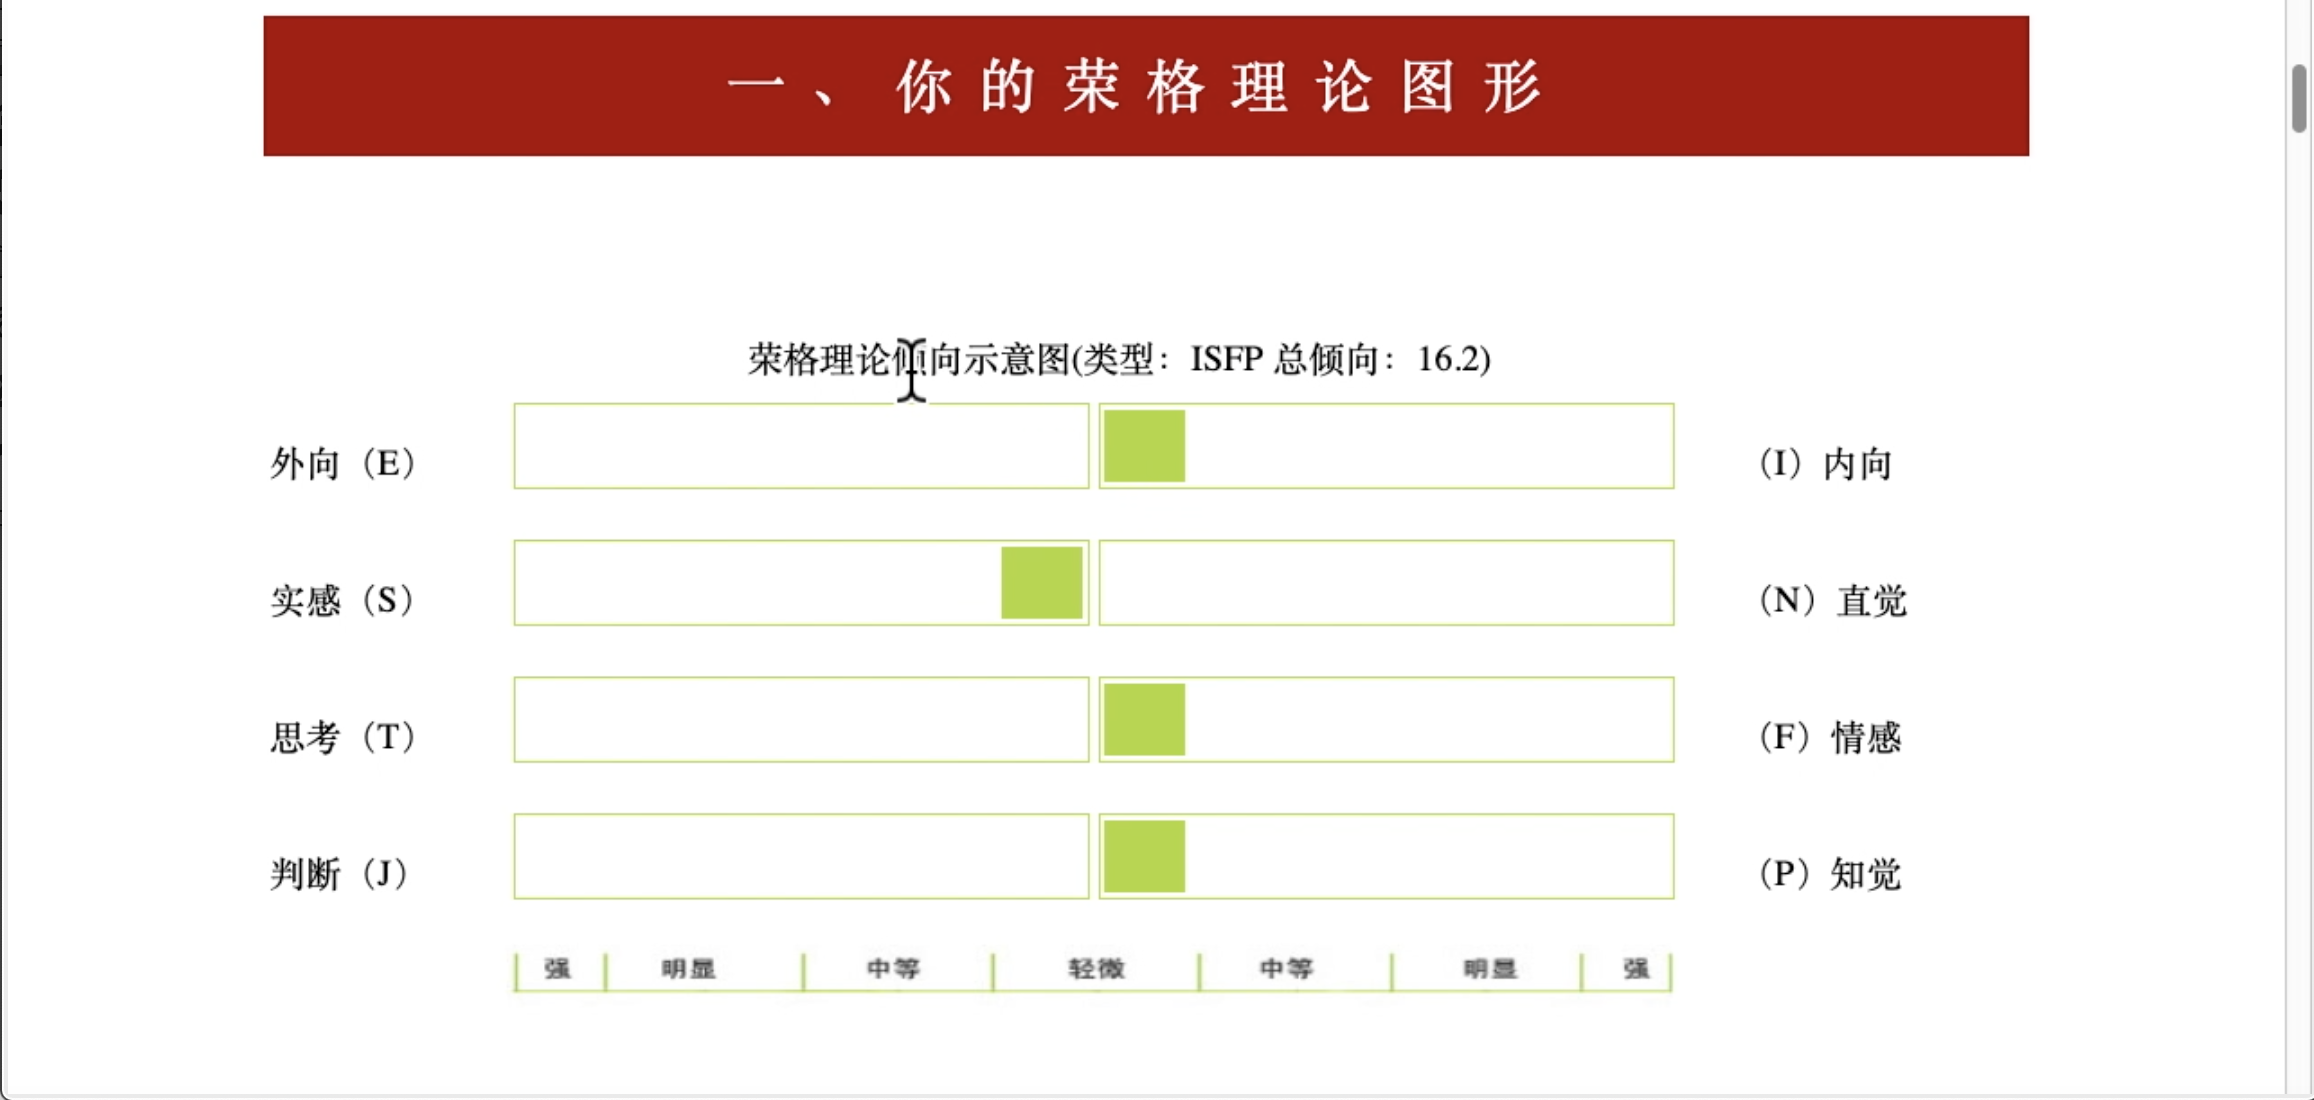 一、你的荣格理论图形
荣格理论倾向示意图(类型：ISFP 总倾向：16.2)
外向（E） （I）内向
实感（S） （N）直觉
思考（T） （F）情感
判断（J） （P）知觉
强 明显 中等 轻微 中等 明显 强